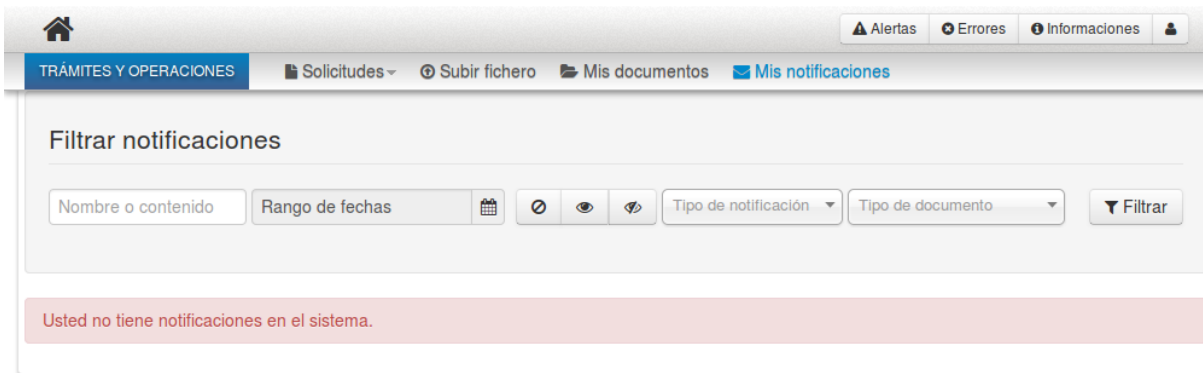 Alertas Errores Informaciones
TRÁMITES Y OPERACIONES Solicitudes Subir fichero Mis documentos Mis notificaciones
Filtrar notificaciones
Nombre o contenido Rango de fechas Tipo de notificación Tipo de documento Filtrar
Usted no tiene notificaciones en el sistema.